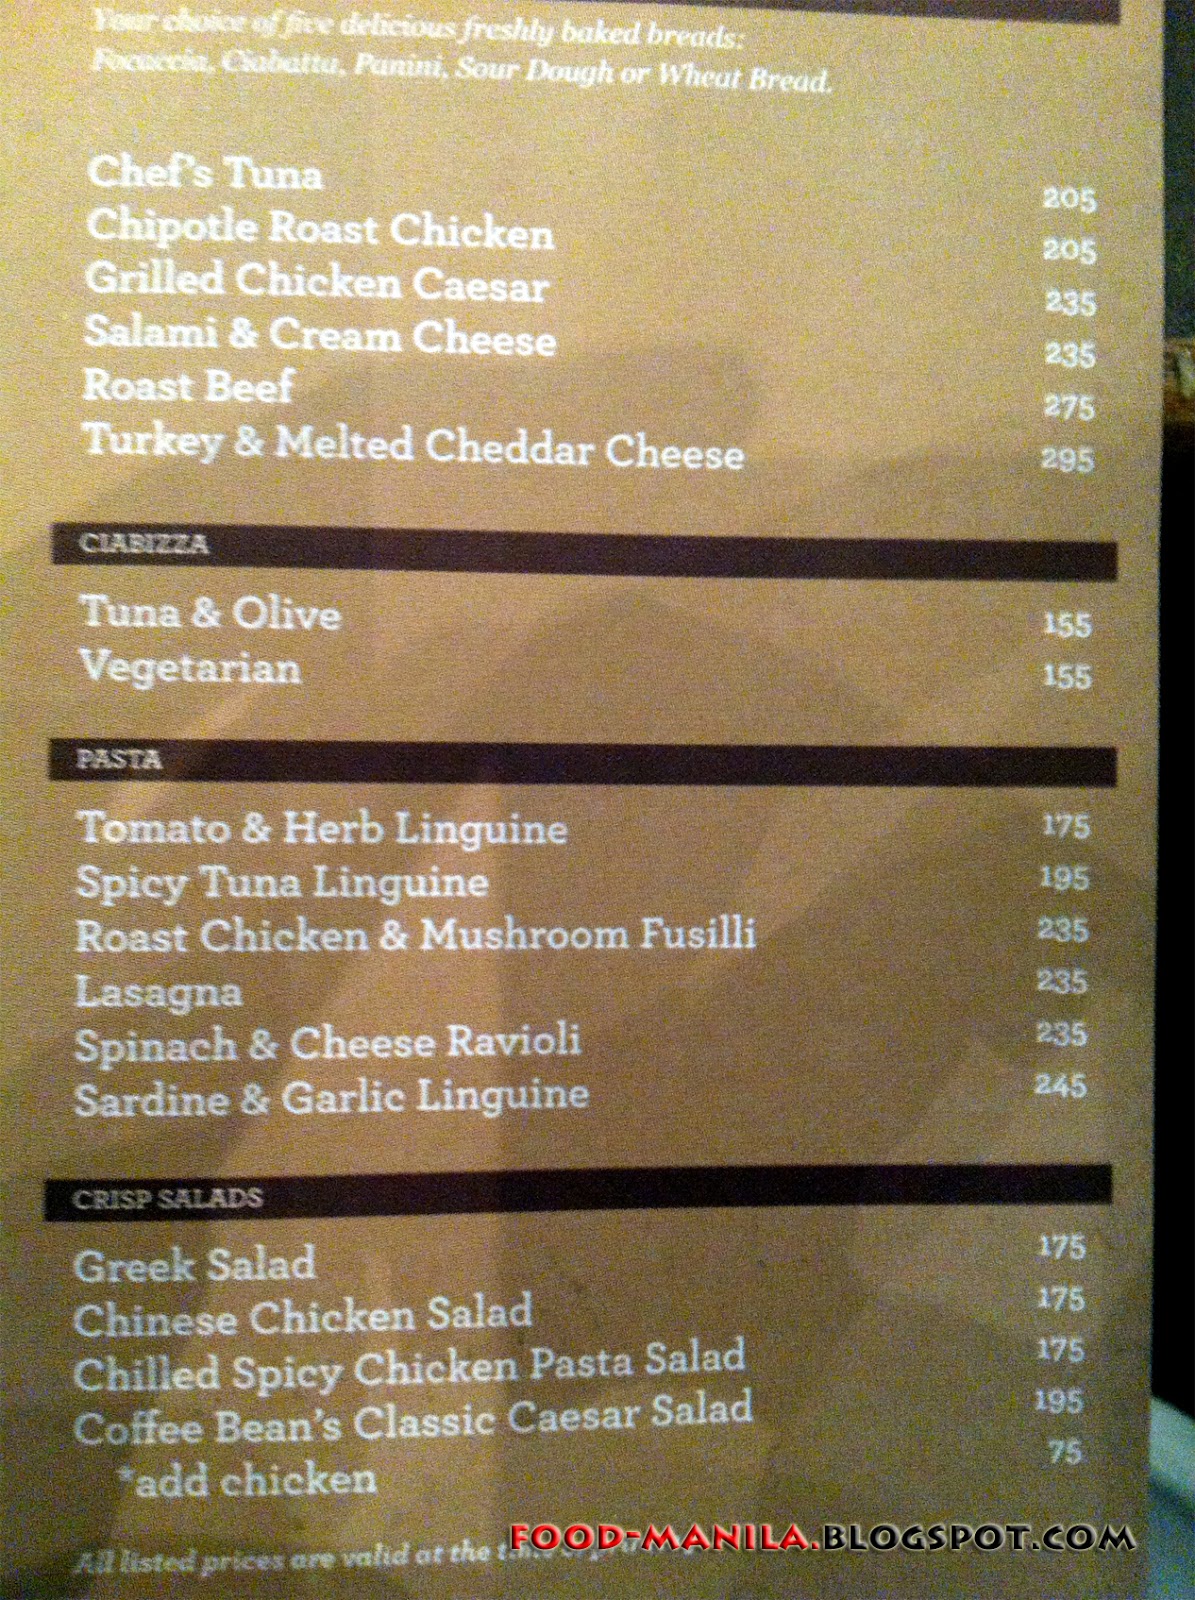 Your choice of five delicious freshly baked breads:
Focaccia, Ciabatta, Panini, Sour Dough or Wheat Bread.
Chef's Tuna 205
Chipotle Roast Chicken 205
Grilled Chicken Caesar 235
Salami & Cream Cheese 235
Roast Beef 275
Turkey & Melted Cheddar Cheese 295
CIABIZZA
Tuna & Olive 155
Vegetarian 155
PASTA
Tomato & Herb Linguine 175
Spicy Tuna Linguine 195
Roast Chicken & Mushroom Fusilli 235
Lasagna 235
Spinach & Cheese Ravioli 235
Sardine & Garlic Linguine 245
CRISP SALADS
Greek Salad 175
Chinese Chicken Salad 175
Chilled Spicy Chicken Pasta Salad 175
Coffee Bean's Classic Caesar Salad 195
*add chicken 75
All listed prices are valid at the
FOOD-MANILA.BLOGSPOT.COM